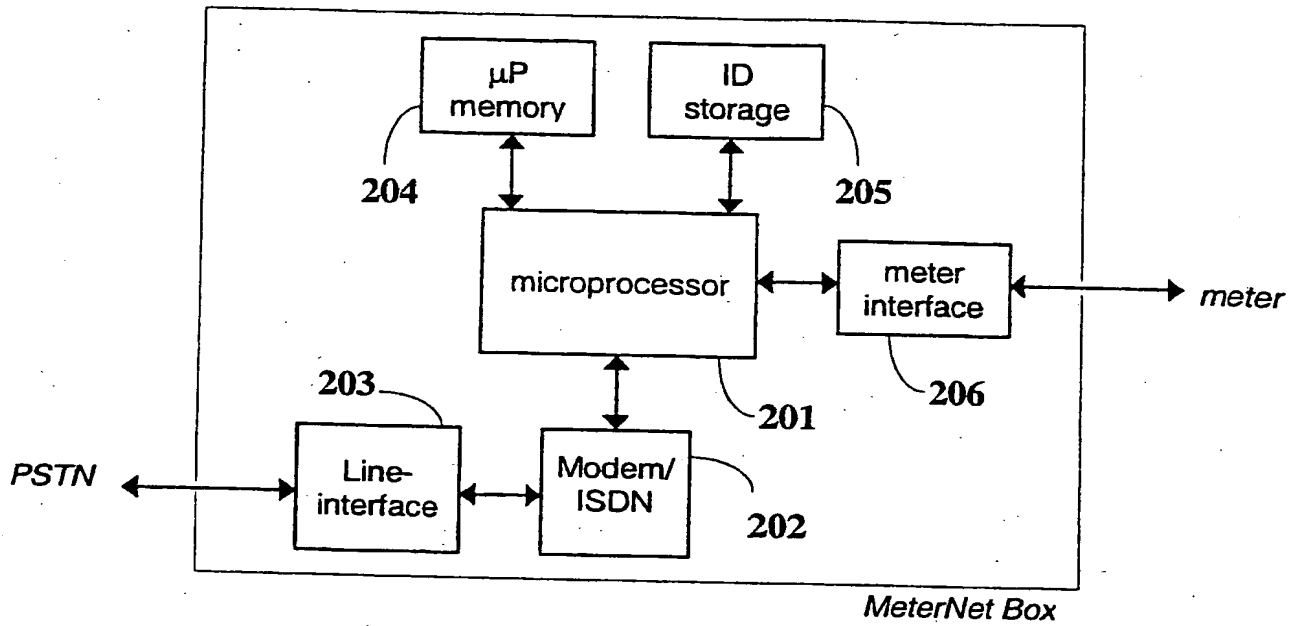 μP
memory
ID
storage
204
205
microprocessor
meter
interface
meter
206
201
203
Line-
interface
Modem/
ISDN
202
PSTN
MeterNet Box